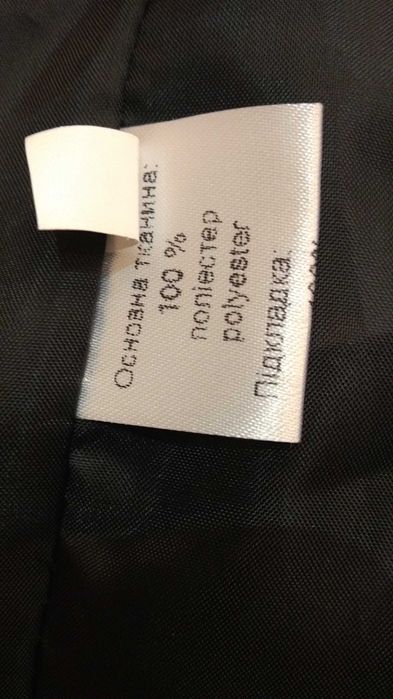 Основна тканина:
100 %
поліестер
polyester
Підкладка: